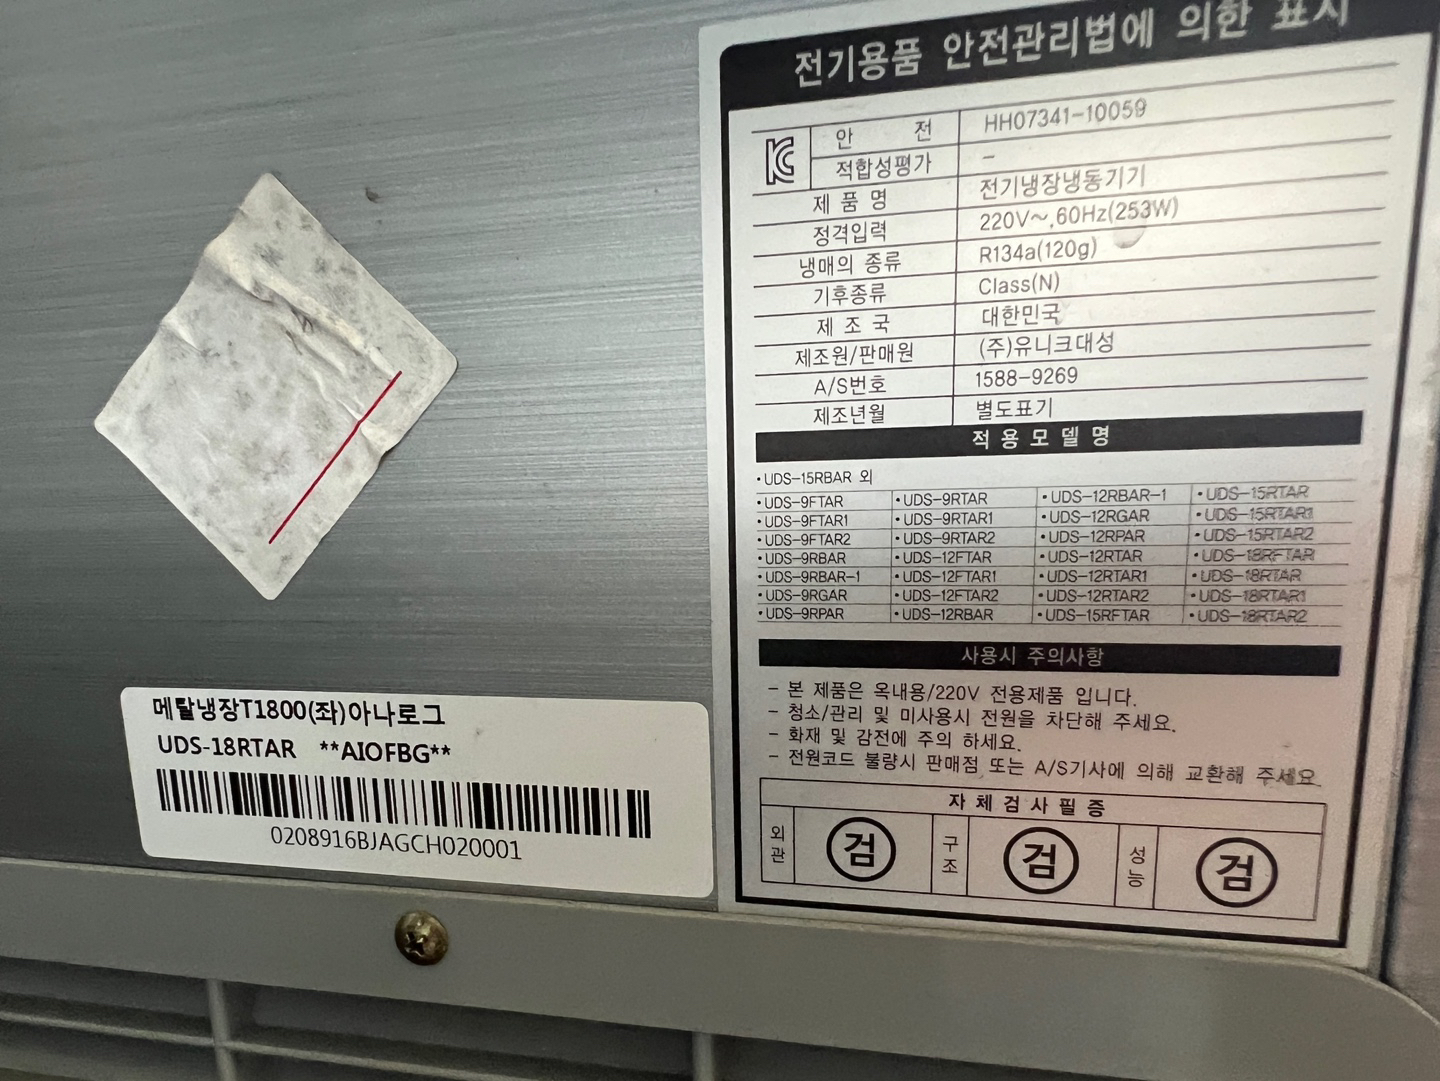 전기용품 안전관리법에 의한 표시
안 전 HH07341-10059
적합성평가 -
제 품 명 전기냉장냉동기기
정격입력 220V~,60Hz(253W)
냉매의 종류 R134a(120g)
기후종류 Class(N)
제 조 국 대한민국
제조원/판매원 (주)유니크대성
A/S번호 1588-9269
제조년월 별도표기
적 용 모 델 명
·UDS-15RBAR 외
·UDS-9FTAR ·UDS-9RTAR ·UDS-12RBAR-1 ·UDS-15RTAR
·UDS-9FTAR1 ·UDS-9RTAR1 ·UDS-12RGAR ·UDS-15RTAR1
·UDS-9FTAR2 ·UDS-9RTAR2 ·UDS-12RPAR ·UDS-15RTAR2
·UDS-9RBAR ·UDS-12FTAR ·UDS-12RTAR ·UDS-18RFTAR
·UDS-9RBAR-1 ·UDS-12FTAR1 ·UDS-12RTAR1 ·UDS-18RTAR
·UDS-9RGAR ·UDS-12FTAR2 ·UDS-12RTAR2 ·UDS-18RTAR1
·UDS-9RPAR ·UDS-12RBAR ·UDS-15RFTAR ·UDS-18RTAR2
사용시 주의사항
- 본 제품은 옥내용/220V 전용제품 입니다.
- 청소/관리 및 미사용시 전원을 차단해 주세요.
- 화재 및 감전에 주의 하세요.
- 전원코드 불량시 판매점 또는 A/S기사에 의해 교환해 주세요.
자 체 검 사 필 증
외관 검 구조 검 성능 검
메탈냉장T1800(좌)아나로그
UDS-18RTAR **AIOFBG**
0208916BJAGCH020001